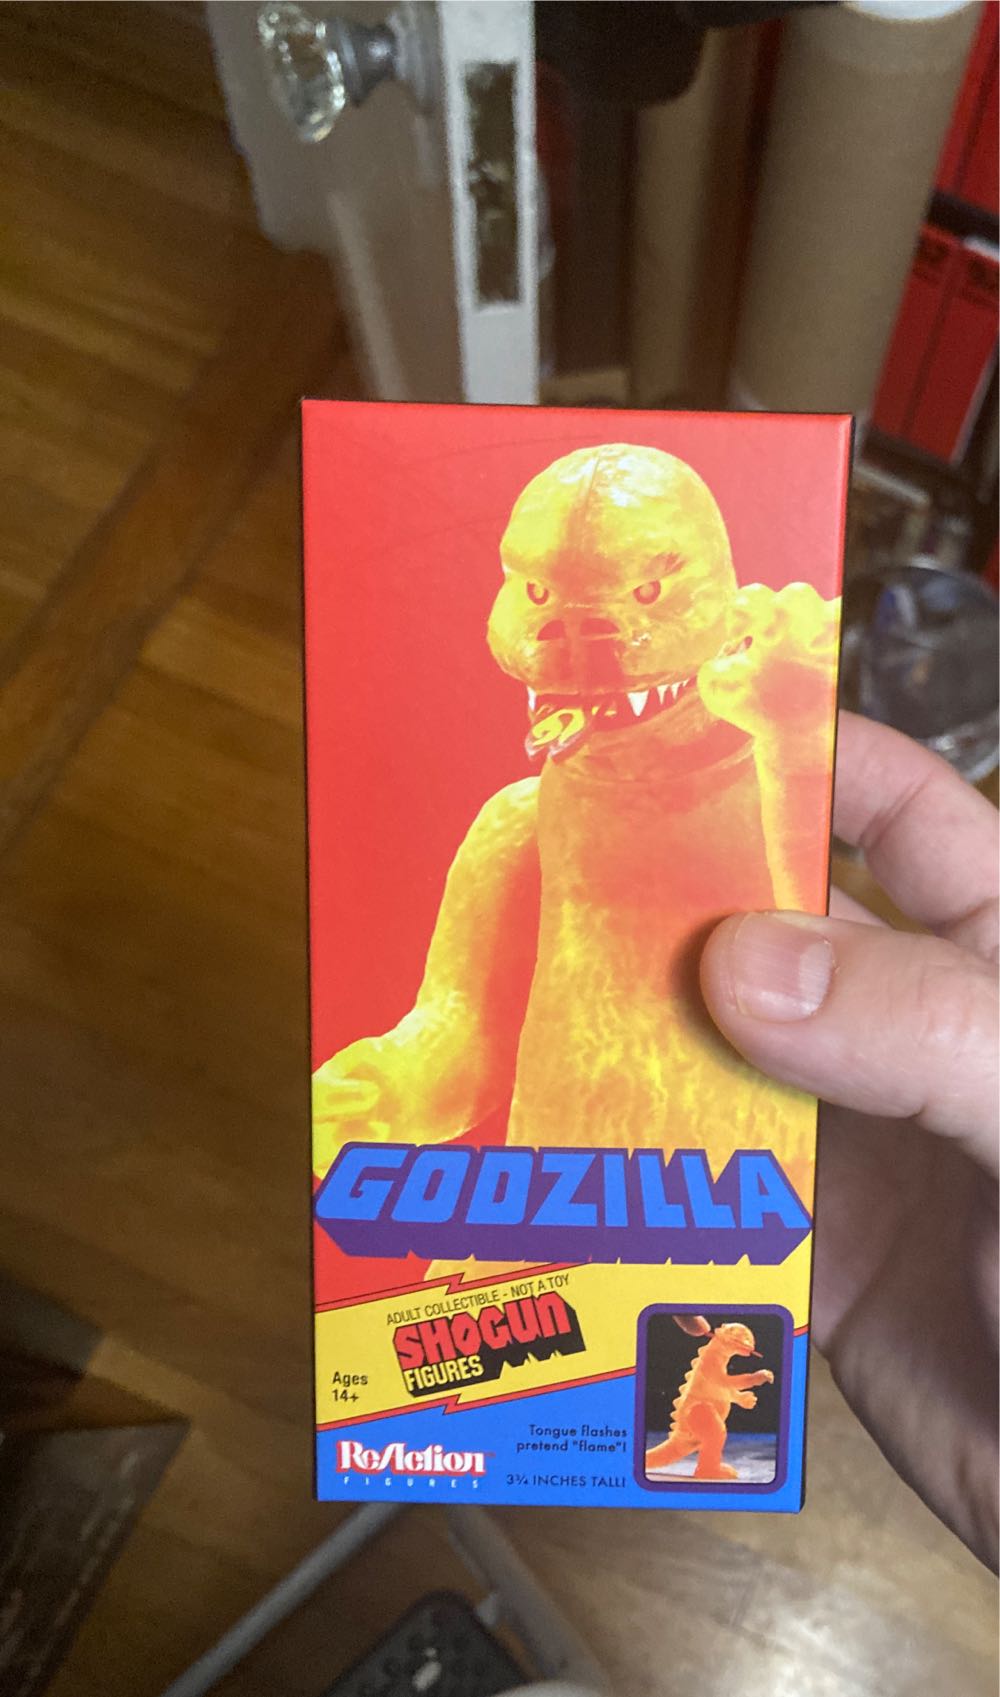 GODZILLA
ADULT COLLECTIBLE - NOT A TOY
SHOGUN
FIGURES
Ages
14+
ReAction
FIGURES
Tongue flashes
pretend "flame"!
3¾ INCHES TALL!